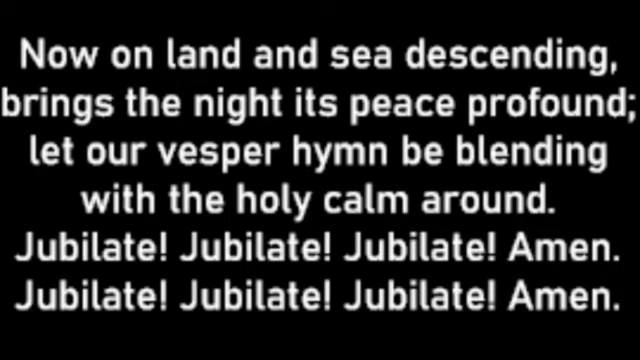 Now on land and sea descending,
brings the night its peace profound;
let our vesper hymn be blending
with the holy calm around.
Jubilate! Jubilate! Jubilate! Amen.
Jubilate! Jubilate! Jubilate! Amen.